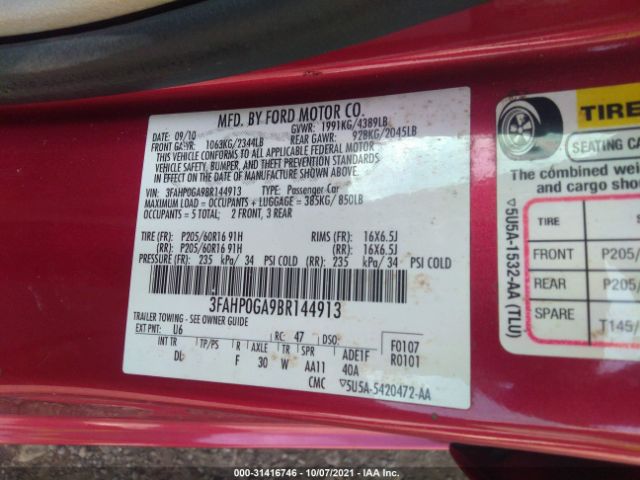 MFD. BY FORD MOTOR CO.
DATE: 09/10 GVWR: 1991KG/4389LB
FRONT GAWR: 1063KG/2344LB REAR GAWR: 928KG/2045LB
THIS VEHICLE CONFORMS TO ALL APPLICABLE FEDERAL MOTOR
VEHICLE SAFETY, BUMPER, AND THEFT PREVENTION STANDARDS
IN EFFECT ON THE DATE OF MANUFACTURE SHOWN ABOVE.
VIN: 3FAHP0GA9BR144913 TYPE: Passenger Car
MAXIMUM LOAD = OCCUPANTS + LUGGAGE = 385KG/850LB
OCCUPANTS = 5 TOTAL: 2 FRONT, 3 REAR
TIRE (FR): P205/60R16 91H RIMS (FR): 16X6.5J
(RR): P205/60R16 91H (RR): 16X6.5J
PRESSURE (FR): 235 kPa/ 34 PSI COLD (RR): 235 kPa/ 34 PSI COLD
3FAHP0GA9BR144913
TRAILER TOWING - SEE OWNER GUIDE
EXT PNT: U6 RC: 47 DSO: F0107
INT TR TP/PS R AXLE TR SPR ADE1F R0101
DL F 30 W AA11 40A
CMC ▽5U5A-5420472-AA
▽5U5A-1532-AA (TLU)
TIRE
SEATING CA
The combined wei
and cargo shou
TIRE
FRONT P205/
REAR P205/
SPARE T145/
000-31416746 - 10/07/2021 - IAA Inc.